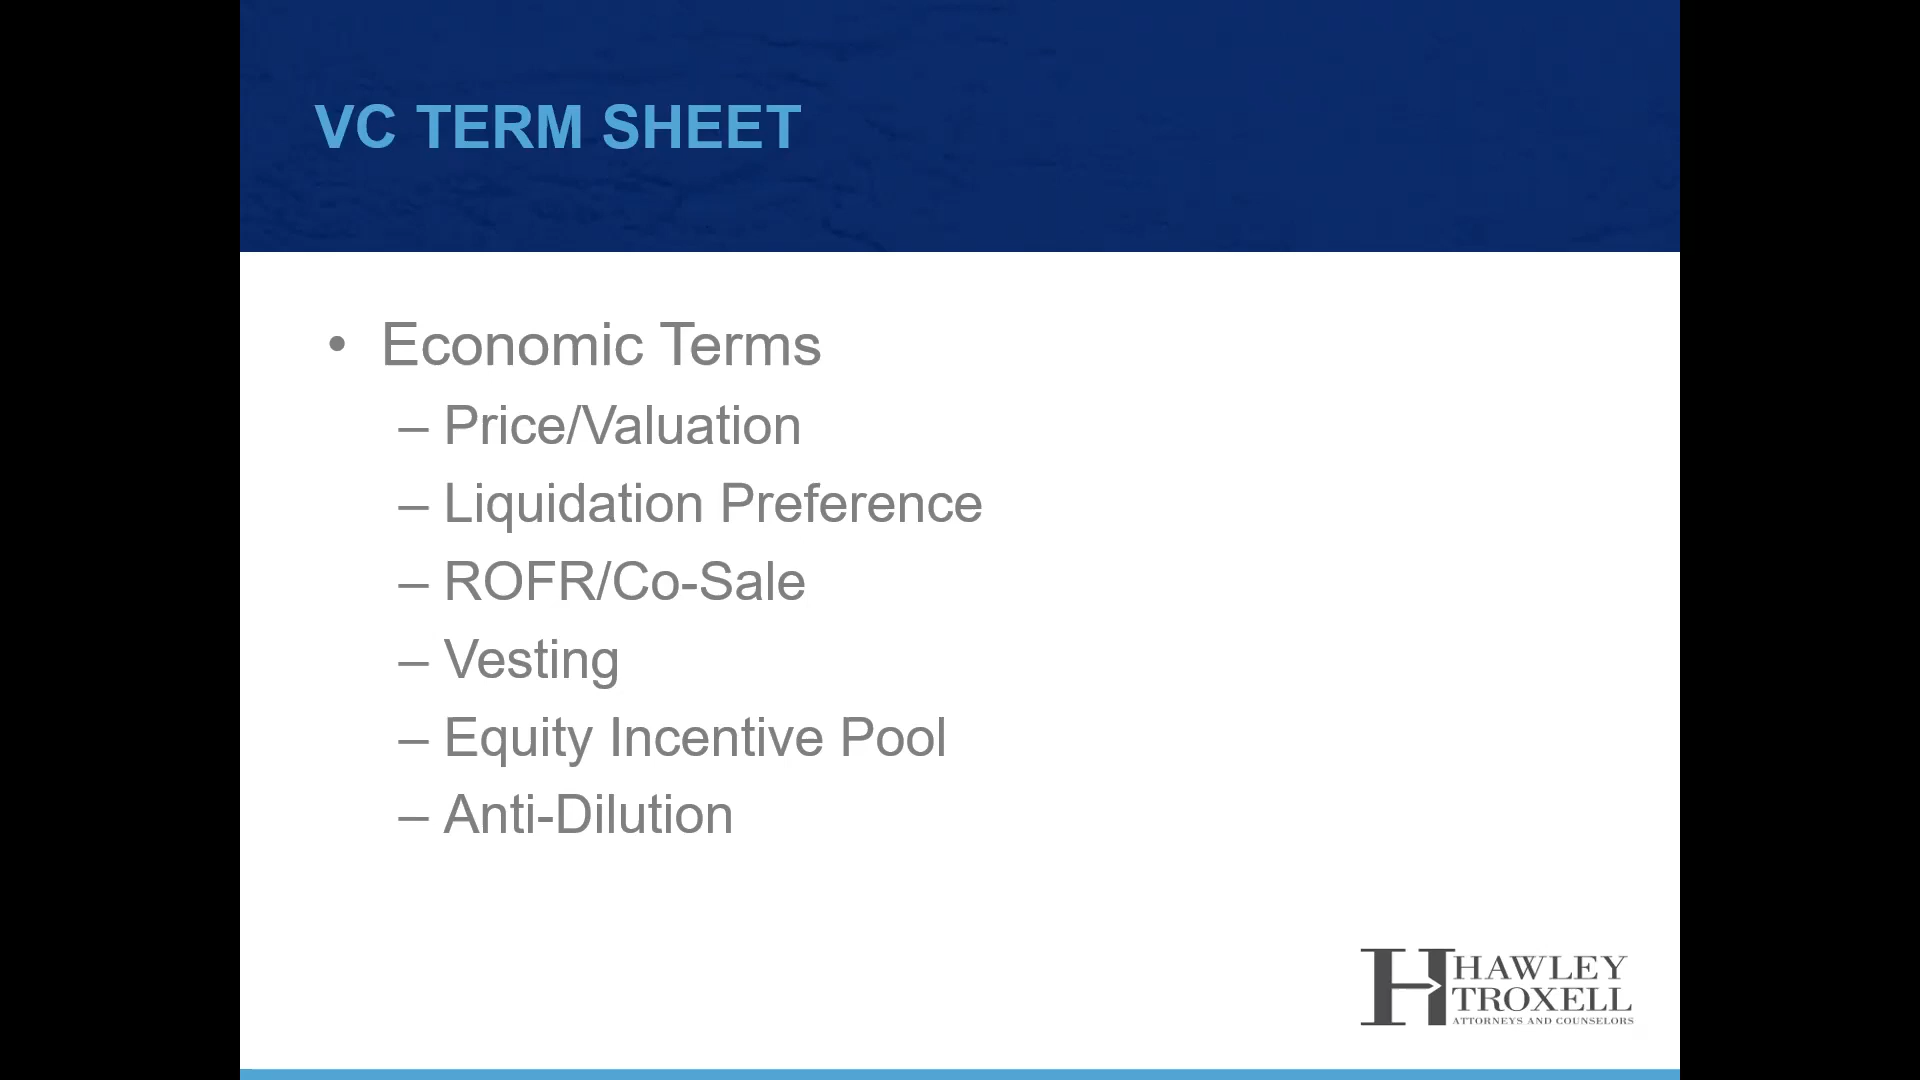 VC TERM SHEET
• Economic Terms
– Price/Valuation
– Liquidation Preference
– ROFR/Co-Sale
– Vesting
– Equity Incentive Pool
– Anti-Dilution
HAWLEY
TROXELL
ATTORNEYS AND COUNSELORS